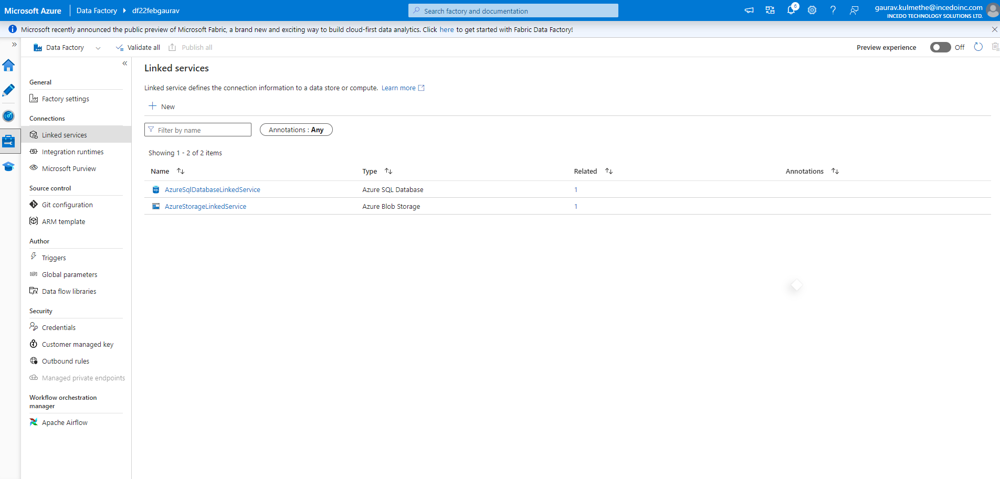 Microsoft Azure Data Factory df22febgaurav Search factory and documentation 6 gaurav.kulmethe@incedoinc.com
INCEDO TECHNOLOGY SOLUTIONS LTD.
Microsoft recently announced the public preview of Microsoft Fabric, a brand new and exciting way to build cloud-first data analytics. Click here to get started with Fabric Data Factory!
Data Factory Validate all Publish all Preview experience Off
General
Factory settings
Connections
Linked services
Integration runtimes
Microsoft Purview
Source control
Git configuration
ARM template
Author
Triggers
Global parameters
Data flow libraries
Security
Credentials
Customer managed key
Outbound rules
Managed private endpoints
Workflow orchestration
manager
Apache Airflow
Linked services
Linked service defines the connection information to a data store or compute. Learn more
New
Filter by name Annotations : Any
Showing 1 - 2 of 2 items
Name Type Related Annotations
SQL AzureSqlDatabaseLinkedService Azure SQL Database 1
AzureStorageLinkedService Azure Blob Storage 1